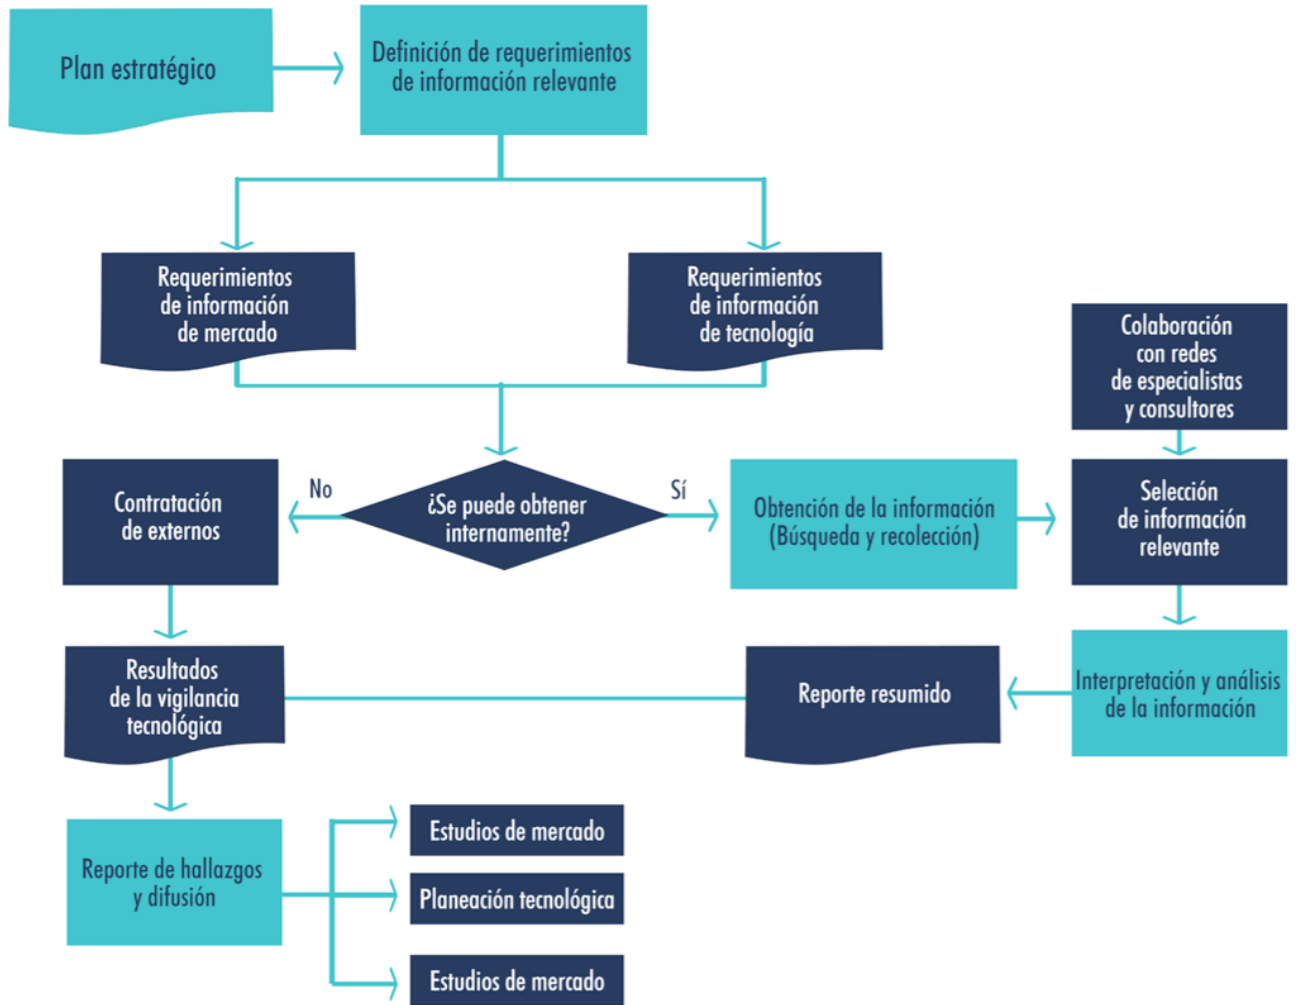 Plan estratégico
Definición de requerimientos
de información relevante
Requerimientos
de información
de mercado
Requerimientos
de información
de tecnología
Colaboración
con redes
de especialistas
y consultores
Contratación
de externos
No
¿Se puede obtener
internamente?
Sí
Obtención de la información
(Búsqueda y recolección)
Selección
de información
relevante
Resultados
de la vigilancia
tecnológica
Reporte resumido
Interpretación y análisis
de la información
Reporte de hallazgos
y difusión
Estudios de mercado
Planeación tecnológica
Estudios de mercado